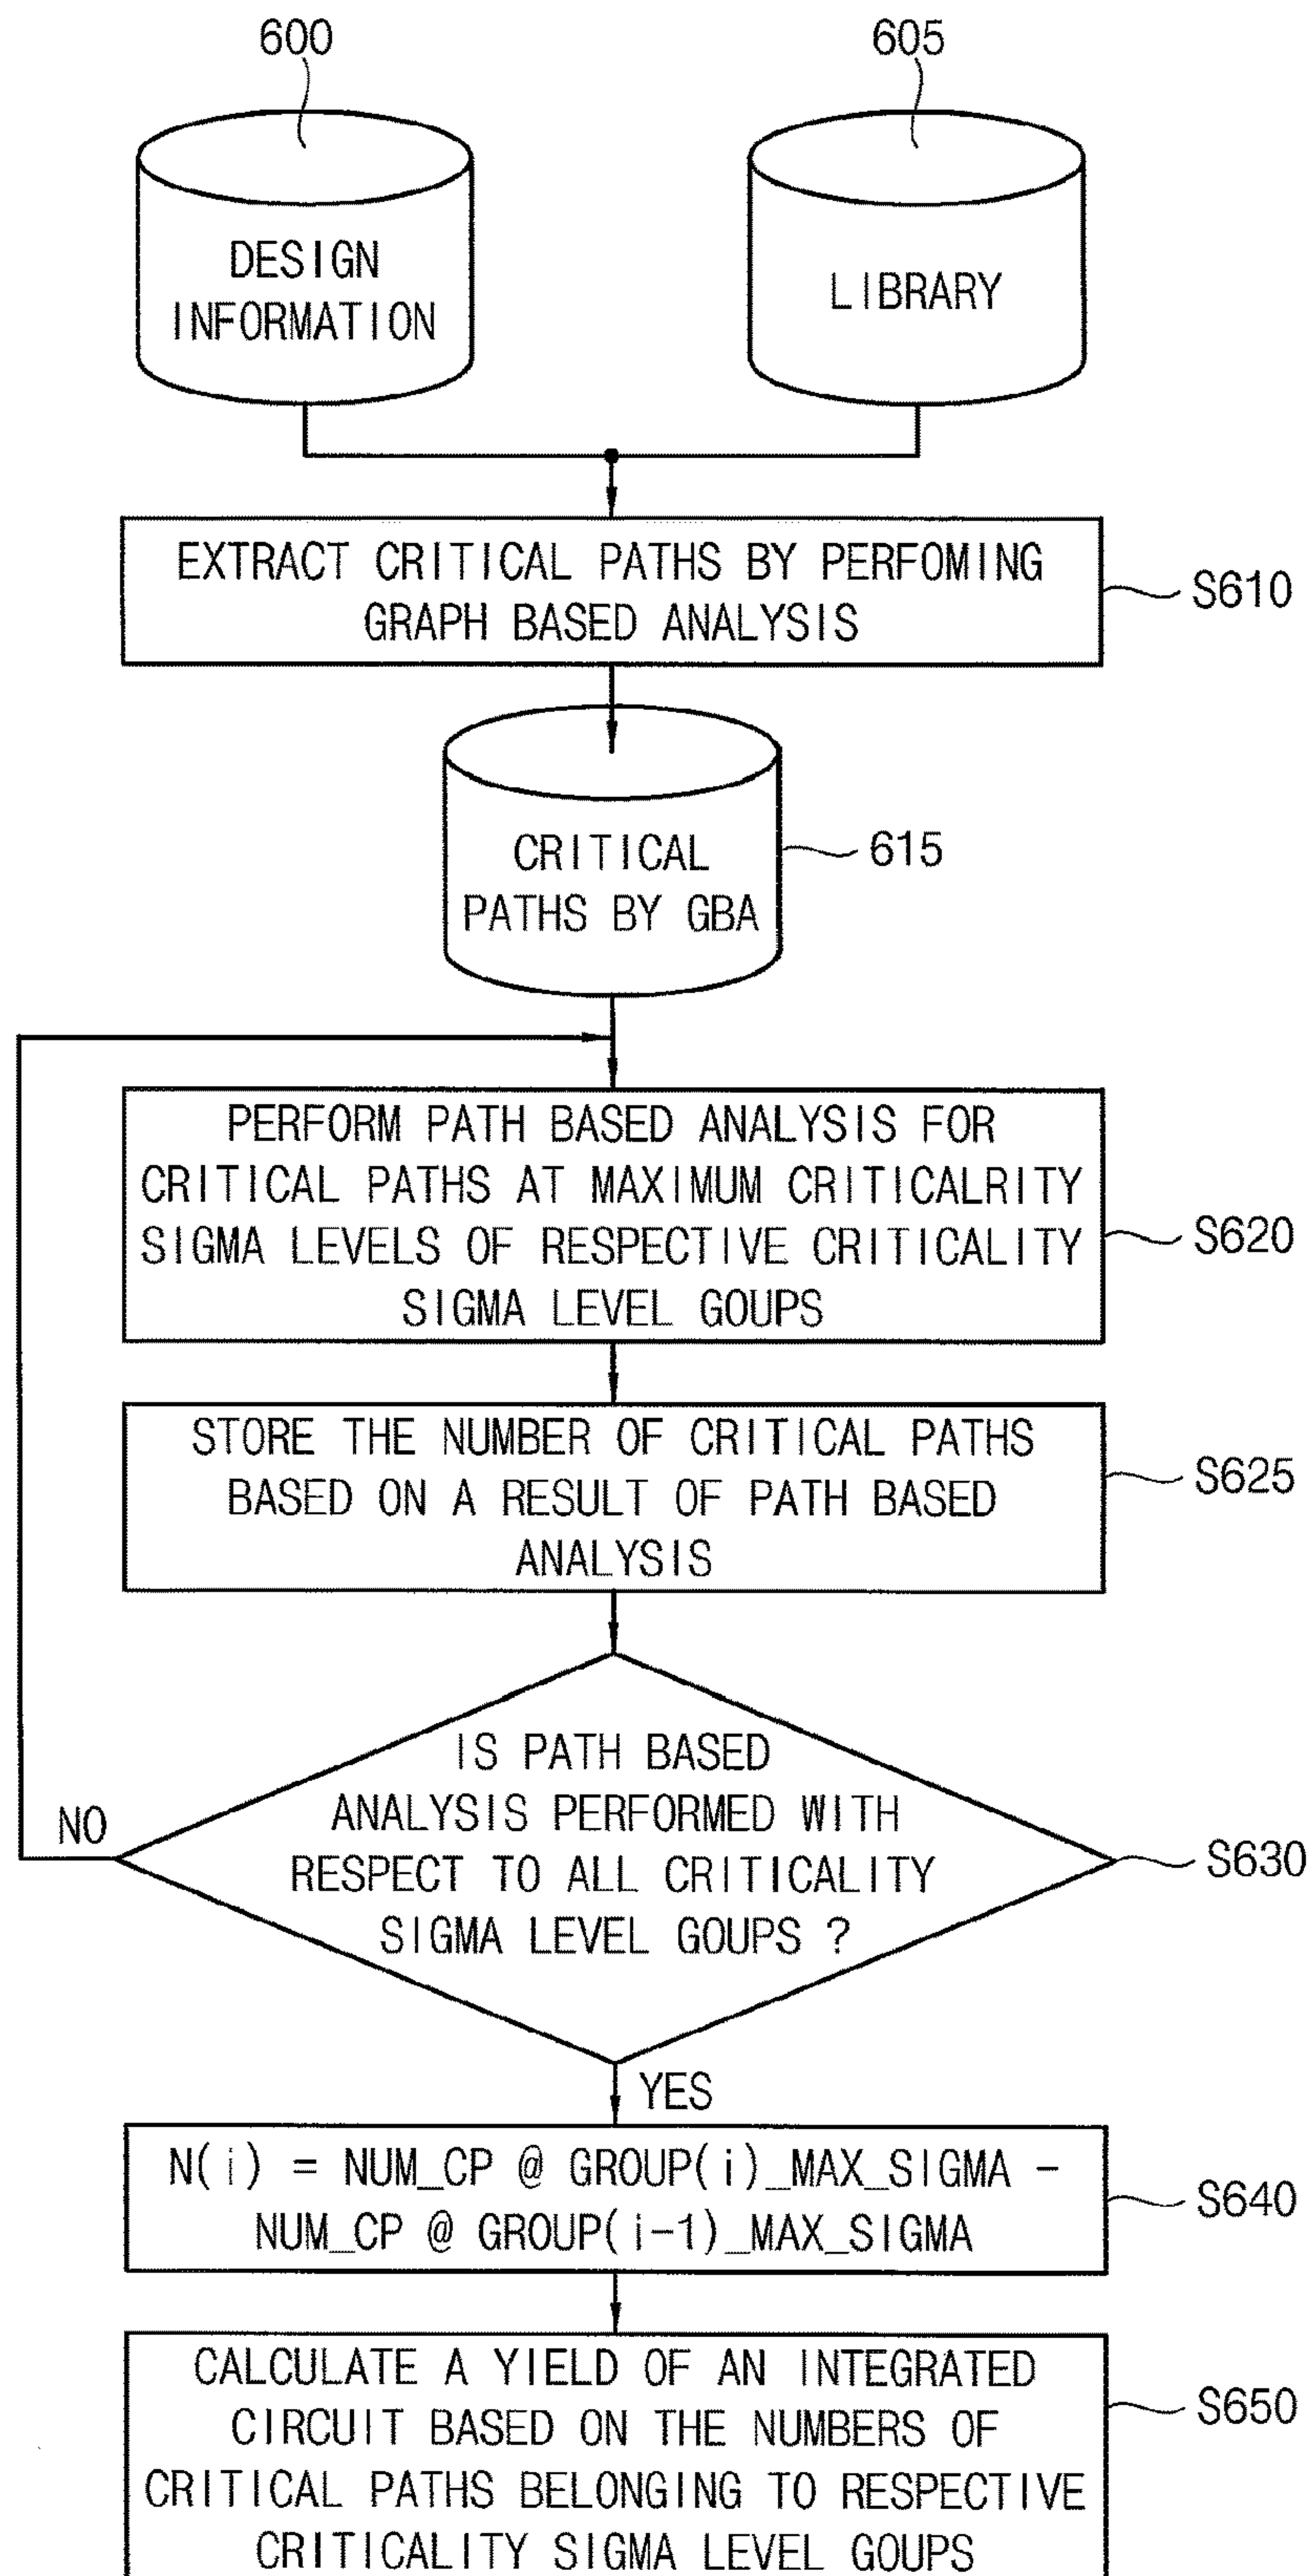 600
605
DESIGN
INFORMATION
LIBRARY
EXTRACT CRITICAL PATHS BY PERFOMING
GRAPH BASED ANALYSIS
S610
CRITICAL
PATHS BY GBA
615
PERFORM PATH BASED ANALYSIS FOR
CRITICAL PATHS AT MAXIMUM CRITICALRITY
SIGMA LEVELS OF RESPECTIVE CRITICALITY
SIGMA LEVEL GOUPS
S620
STORE THE NUMBER OF CRITICAL PATHS
BASED ON A RESULT OF PATH BASED
ANALYSIS
S625
IS PATH BASED
ANALYSIS PERFORMED WITH
RESPECT TO ALL CRITICALITY
SIGMA LEVEL GOUPS ?
NO
S630
YES
N(i) = NUM_CP @ GROUP(i)_MAX_SIGMA -
NUM_CP @ GROUP(i-1)_MAX_SIGMA
S640
CALCULATE A YIELD OF AN INTEGRATED
CIRCUIT BASED ON THE NUMBERS OF
CRITICAL PATHS BELONGING TO RESPECTIVE
CRITICALITY SIGMA LEVEL GOUPS
S650